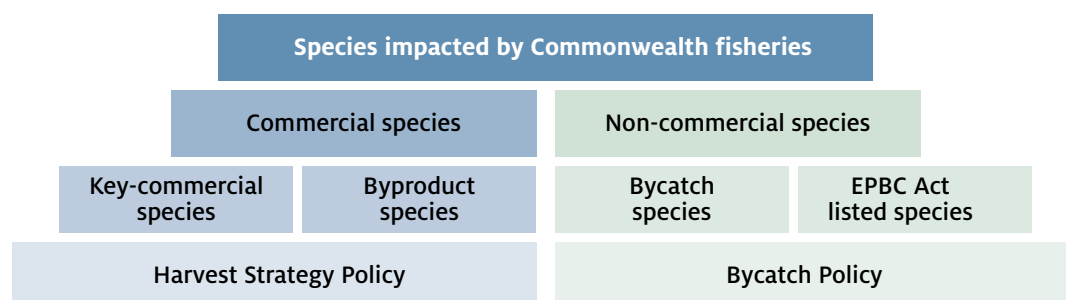 Species impacted by Commonwealth fisheries
Commercial species
Non-commercial species
Key-commercial
species
Byproduct
species
Bycatch
species
EPBC Act
listed species
Harvest Strategy Policy
Bycatch Policy